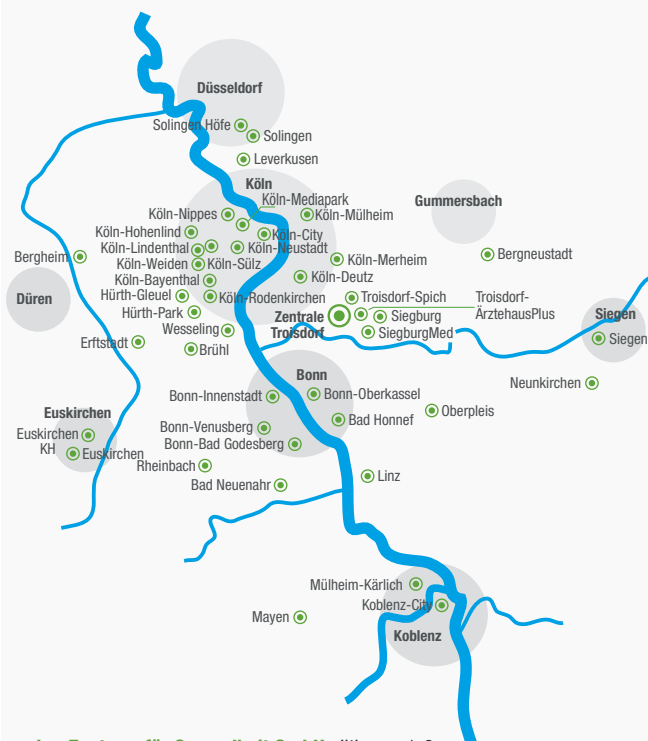 Düsseldorf
Solingen Höfe
Solingen
Leverkusen
Köln
Köln-Mediapark
Köln-Nippes
Köln-Mülheim
Gummersbach
Köln-Hohenlind
Köln-City
Köln-Lindenthal
Köln-Neustadt
Bergheim
Bergneustadt
Köln-Weiden
Köln-Sülz
Köln-Merheim
Köln-Bayenthal
Köln-Deutz
Düren
Hürth-Gleuel
Köln-Rodenkirchen
Troisdorf-Spich
Troisdorf-
ÄrztehausPlus
Hürth-Park
Zentrale
Troisdorf
Siegburg
Siegen
Wesseling
SiegburgMed
Siegen
Erftstadt
Brühl
Bonn
Neunkirchen
Bonn-Innenstadt
Bonn-Oberkassel
Euskirchen
Oberpleis
Bad Honnef
Euskirchen
KH
Bonn-Venusberg
Bonn-Bad Godesberg
Euskirchen
Rheinbach
Linz
Bad Neuenahr
Mülheim-Kärlich
Koblenz-City
Mayen
Koblenz